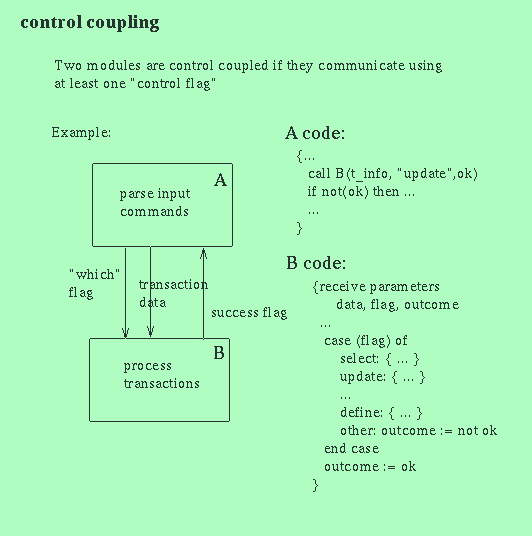 control coupling
Two modules are control coupled if they communicate using
at least one "control flag"
Example:
A
parse input
commands
"which"
flag
transaction
data
success flag
B
process
transactions
A code:
{...
call B(t_info, "update",ok)
if not(ok) then ...
...
}
B code:
{receive parameters
data, flag, outcome
...
case (flag) of
select: { ... }
update: { ... }
...
define: { ... }
other: outcome := not ok
end case
outcome := ok
}